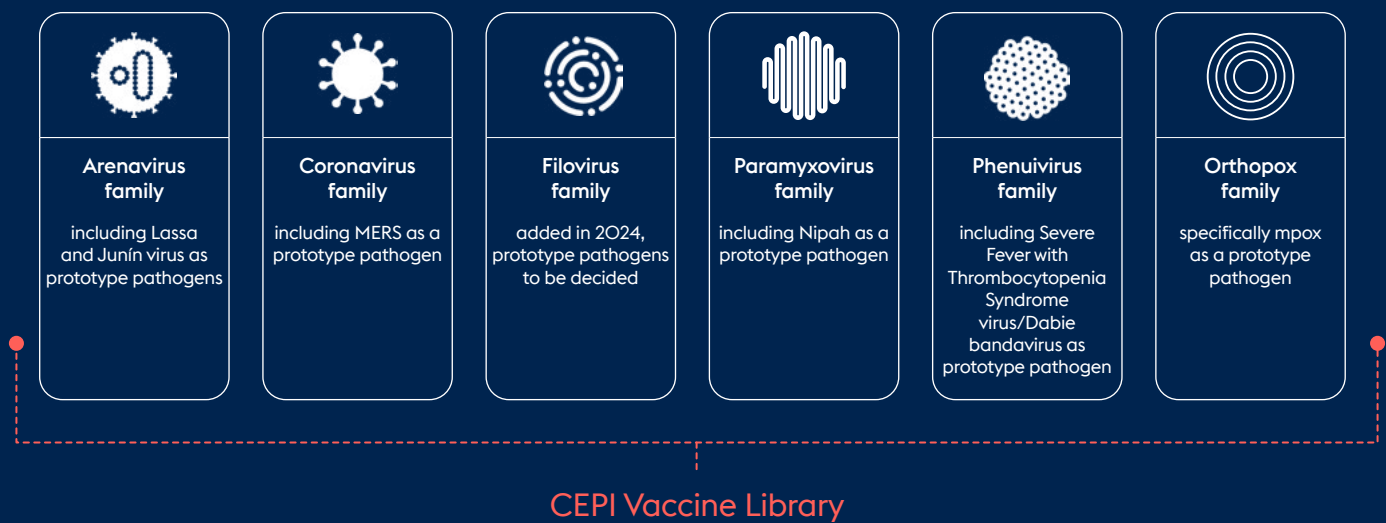 Arenavirus
family
including Lassa
and Junín virus as
prototype pathogens
Coronavirus
family
including MERS as a
prototype pathogen
Filovirus
family
added in 2024,
prototype pathogens
to be decided
Paramyxovirus
family
including Nipah as a
prototype pathogen
Phenuivirus
family
including Severe
Fever with
Thrombocytopenia
Syndrome
virus/Dabie
bandavirus as
prototype pathogen
Orthopox
family
specifically mpox
as a prototype
pathogen
CEPI Vaccine Library